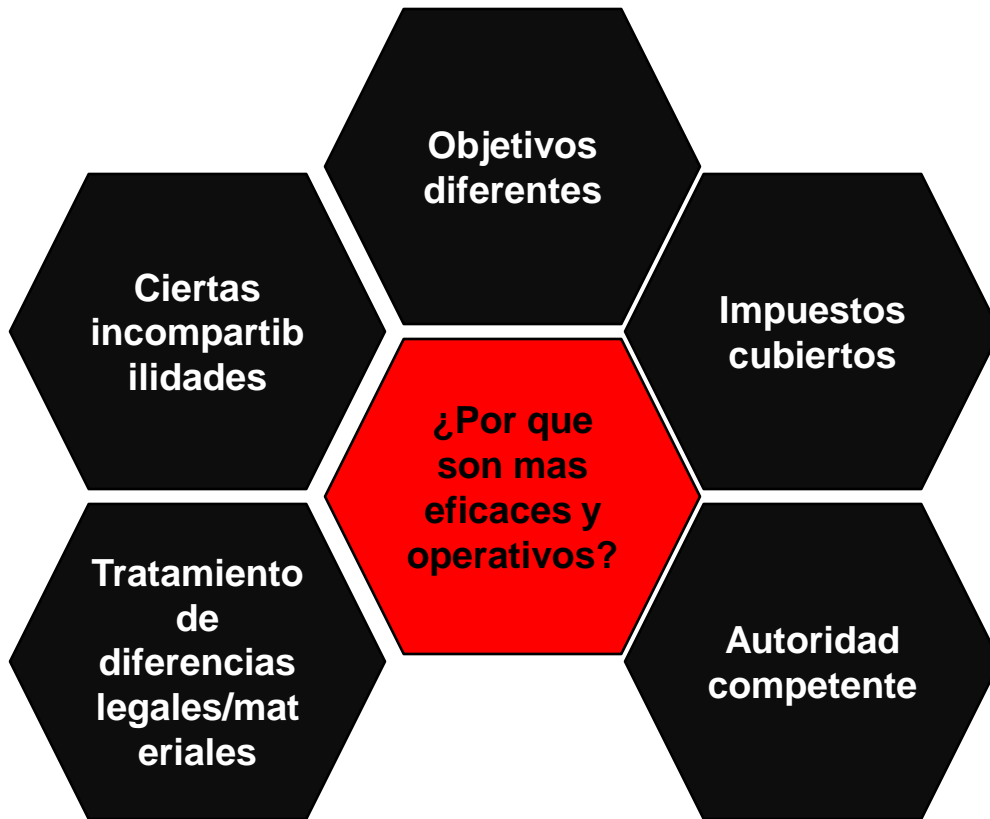 Objetivos
diferentes
Ciertas
incompartib
ilidades
Impuestos
cubiertos
¿Por que
son mas
eficaces y
operativos?
Tratamiento
de
diferencias
legales/mat
eriales
Autoridad
competente